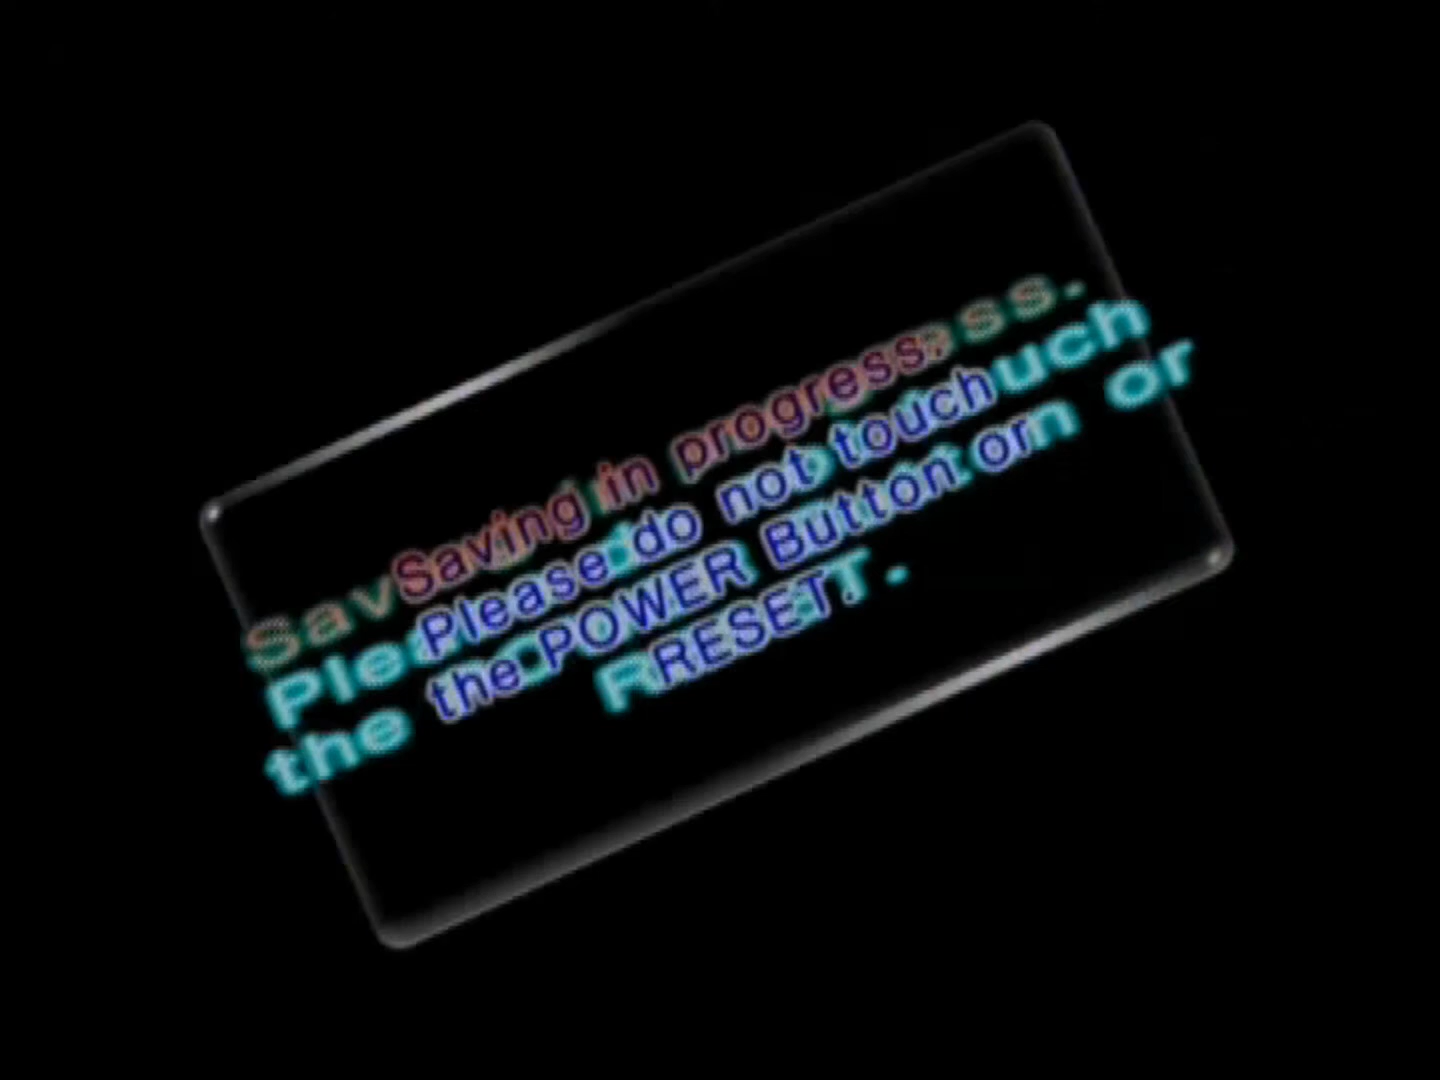 Saving in progress.
Please do not touch
the POWER Button or
RESET.